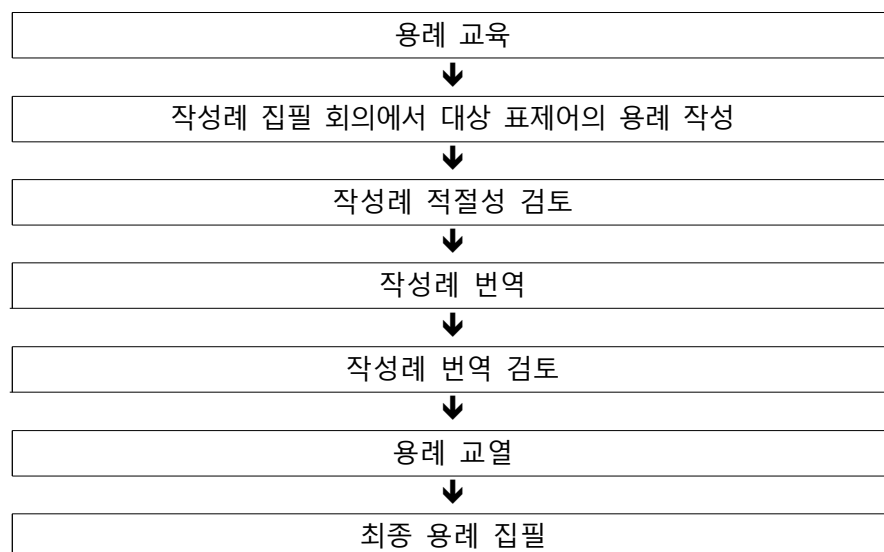 용례 교육
작성례 집필 회의에서 대상 표제어의 용례 작성
작성례 적절성 검토
작성례 번역
작성례 번역 검토
용례 교열
최종 용례 집필